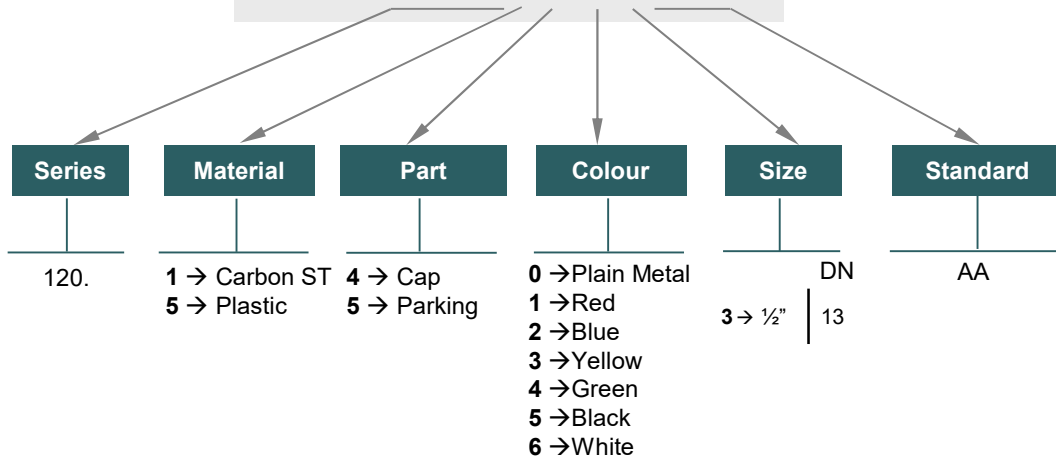 Series
Material
Part
Colour
Size
Standard
120.
1 → Carbon ST
5 → Plastic
4 → Cap
5 → Parking
0 →Plain Metal
1 →Red
2 →Blue
3 →Yellow
4 →Green
5 →Black
6 →White
DN
3 → ½” 13
AA